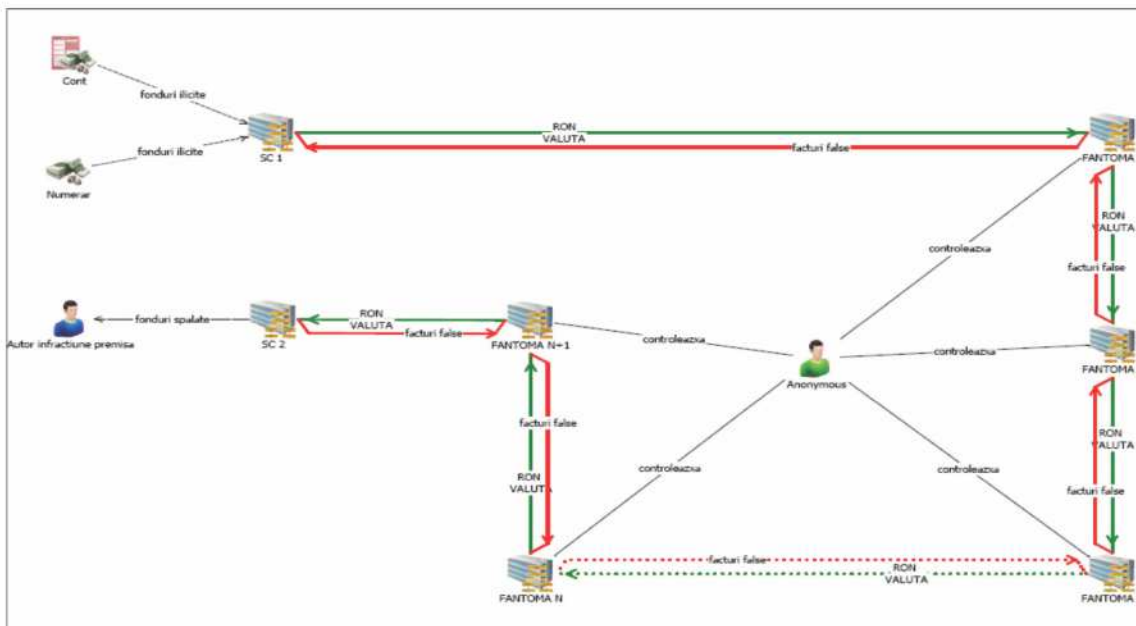 Cont
fonduri ilicite
fonduri ilicite
Numerar
SC 1
RON
VALUTA
facturi false
FANTOMA
RON
VALUTA
facturi false
controleazxa
Autor infractiune premisa
fonduri spalate
SC 2
RON
VALUTA
facturi false
FANTOMA N+1
controleazxa
Anonymous
controleazxa
FANTOMA
facturi false
RON
VALUTA
controleazxa
controleazxa
RON
VALUTA
facturi false
FANTOMA N
facturi false
RON
VALUTA
FANTOMA